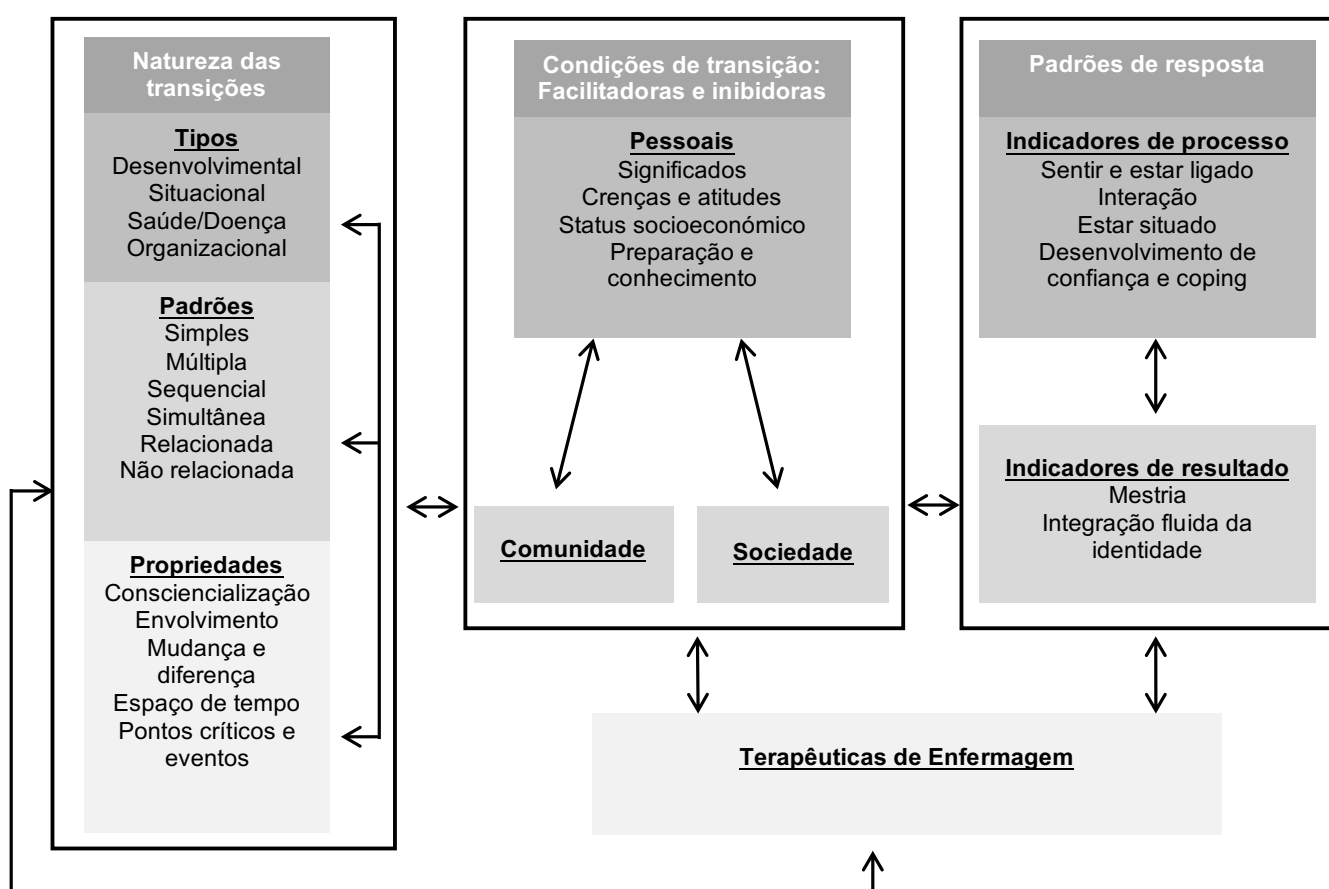 Natureza das
transições
Tipos
Desenvolvimental
Situacional
Saúde/Doença
Organizacional
Padrões
Simples
Múltipla
Sequencial
Simultânea
Relacionada
Não relacionada
Propriedades
Consciencialização
Envolvimento
Mudança e
diferença
Espaço de tempo
Pontos críticos e
eventos
Condições de transição:
Facilitadoras e inibidoras
Pessoais
Significados
Crenças e atitudes
Status socioeconómico
Preparação e
conhecimento
Comunidade
Sociedade
Padrões de resposta
Indicadores de processo
Sentir e estar ligado
Interação
Estar situado
Desenvolvimento de
confiança e coping
Indicadores de resultado
Mestria
Integração fluida da
identidade
Terapêuticas de Enfermagem